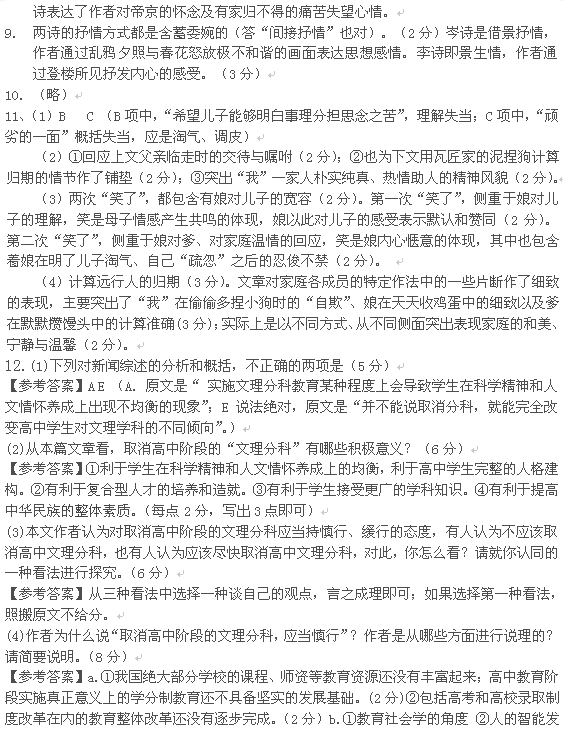 诗表达了作者对帝京的怀念及有家归不得的痛苦失望心情。
9. 两诗的抒情方式都是含蓄委婉的（答“间接抒情”也对）。（2 分）岑诗是借景抒情，
作者通过乱鸦夕照与春花怒放极不和谐的画面表达思想感情。李诗即景生情，作者通
过登楼所见抒发内心的感受。（3 分）
10. （略）
11、（1）B C （B 项中，“希望儿子能够明白事理分担思念之苦”，理解失当；C 项中，“顽
劣的一面”概括失当，应是淘气、调皮）
（2）①回应上文父亲临走时的交待与嘱咐（2 分）；②也为下文用瓦匠家的泥捏狗计算
归期的情节作了铺垫（2 分）；③突出“我”一家人朴实纯真、热情助人的精神风貌（2 分）。
（3）两次“笑了”，都包含有娘对儿子的宽容（2 分）。第一次“笑了”，侧重于娘对儿
子的理解，笑是母子情感产生共鸣的体现，娘以此对儿子的感受表示默认和赞同（2 分）。
第二次“笑了”，侧重于娘对爹、对家庭温情的回应，笑是娘内心惬意的体现，其中也包含
着娘在明了儿子淘气、自己“疏忽”之后的忍俊不禁（2 分）。
（4）计算远行人的归期（3 分）。文章对家庭各成员的特定作法中的一些片断作了细致
的表现，主要突出了“我”在偷偷多捏小狗时的“自欺”、娘在天天收鸡蛋中的细致以及爹
在默默攒馒头中的计算准确(3 分)；实际上是以不同方式、从不同侧面突出表现家庭的和美、
宁静与温馨（2 分）。
12. (1)下列对新闻综述的分析和概括，不正确的两项是（5 分）
【参考答案】AE （A. 原文是“ 实施文理分科教育某种程度上会导致学生在科学精神和人
文情怀养成上出现不均衡的现象”；E 说法绝对，原文是“并不能说取消分科，就能完全改
变高中学生对文理学科的不同倾向”。）
(2)从本篇文章看，取消高中阶段的“文理分科”有哪些积极意义？（6 分）
【参考答案】①利于学生在科学精神和人文情怀养成上的均衡，利于高中学生完整的人格建
构。②有利于复合型人才的培养和造就。③有利于学生接受更广的学科知识。④有利于提高
中华民族的整体素质。（每点 2 分，写出 3 点即可）
(3)本文作者认为对取消高中阶段的文理分科应当持慎行、缓行的态度，有人认为不应该取
消高中文理分科，也有人认为应该尽快取消高中文理分科，对此，你怎么看？请就你认同的
一种看法进行探究。（6 分）
【参考答案】从三种看法中选择一种谈自己的观点，言之成理即可；如果选择第一种看法，
照搬原文不给分。
(4)作者为什么说“取消高中阶段的文理分科，应当慎行”？作者是从哪些方面进行说理的？
请简要说明。（8 分）
【参考答案】a.①我国绝大部分学校的课程、师资等教育资源还没有丰富起来；高中教育阶
段实施真正意义上的学分制教育还不具备坚实的发展基础。（2 分）②包括高考和高校录取制
度改革在内的教育整体改革还没有逐步完成。（2 分）b.①教育社会学的角度 ②人的智能发